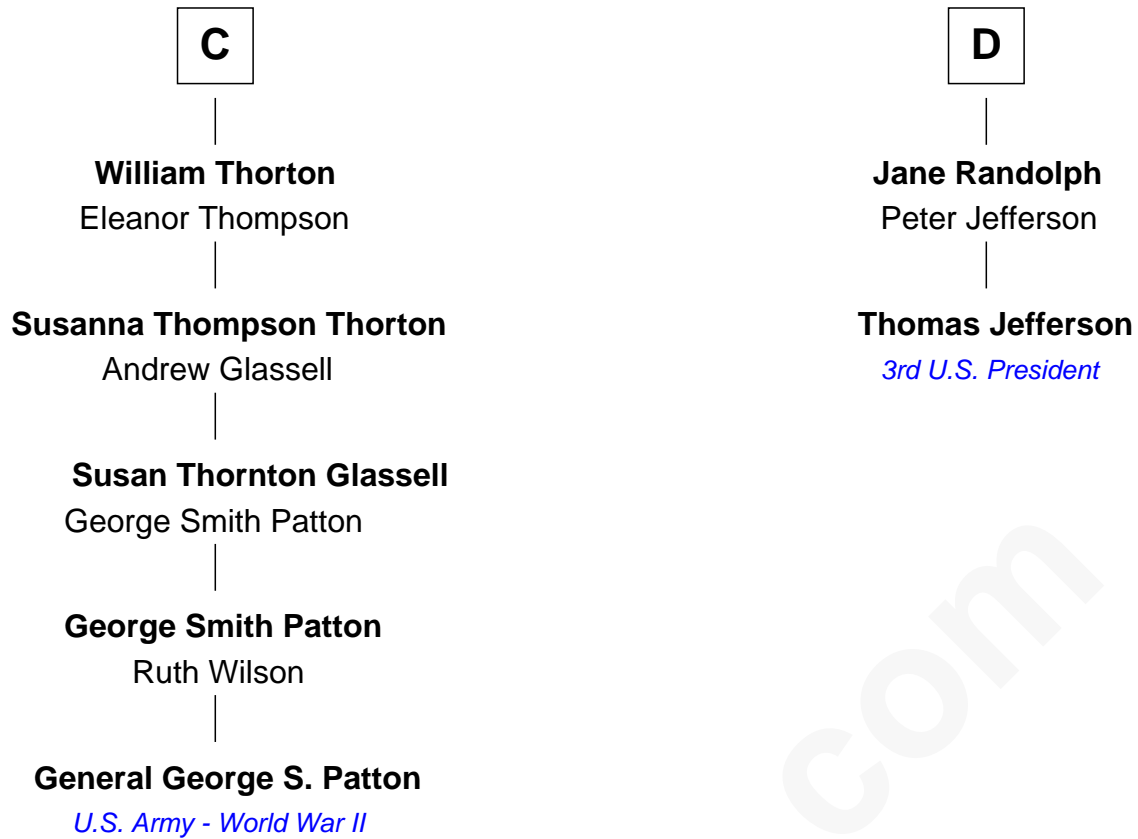 C
William Thorton
Eleanor Thompson
Susanna Thompson Thorton
Andrew Glassell
Susan Thornton Glassell
George Smith Patton
George Smith Patton
Ruth Wilson
General George S. Patton
U.S. Army - World War II
D
Jane Randolph
Peter Jefferson
Thomas Jefferson
3rd U.S. President
com